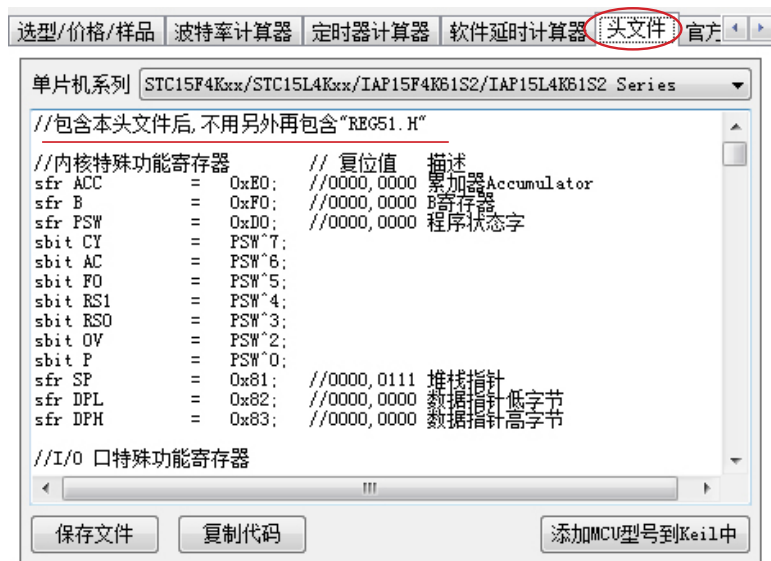 选型/价格/样品 波特率计算器 定时器计算器 软件延时计算器 头文件 官方
单片机系列 STC15F4Kxx/STC15L4Kxx/IAP15F4K61S2/IAP15L4K61S2 Series
//包含本头文件后,不用另外再包含"REG51.H"
//内核特殊功能寄存器 // 复位值 描述
sfr ACC = 0xE0; //0000,0000 累加器Accumulator
sfr B = 0xF0; //0000,0000 B寄存器
sfr PSW = 0xD0; //0000,0000 程序状态字
sbit CY = PSW^7;
sbit AC = PSW^6;
sbit F0 = PSW^5;
sbit RS1 = PSW^4;
sbit RS0 = PSW^3;
sbit OV = PSW^2;
sbit P = PSW^0;
sfr SP = 0x81; //0000,0111 堆栈指针
sfr DPL = 0x82; //0000,0000 数据指针低字节
sfr DPH = 0x83; //0000,0000 数据指针高字节
//I/O 口特殊功能寄存器
保存文件 复制代码 添加MCU型号到Keil中